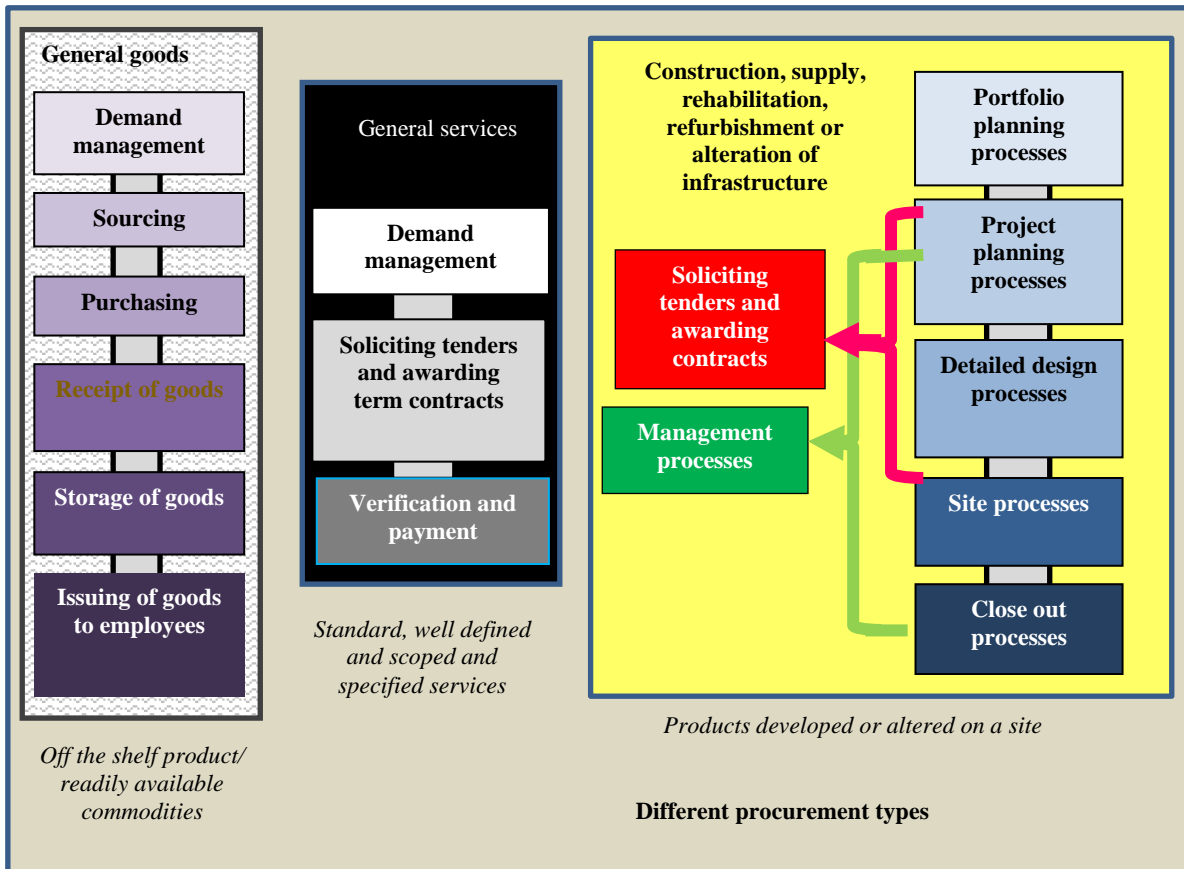 General goods
Demand
management
Sourcing
Purchasing
Receipt of goods
Storage of goods
Issuing of goods
to employees
Off the shelf product/
readily available
commodities
General services
Demand
management
Soliciting tenders
and awarding
term contracts
Verification and
payment
Standard, well defined
and scoped and
specified services
Construction, supply,
rehabilitation,
refurbishment or
alteration of
infrastructure
Soliciting
tenders and
awarding
contracts
Management
processes
Portfolio
planning
processes
Project
planning
processes
Detailed design
processes
Site processes
Close out
processes
Products developed or altered on a site
Different procurement types